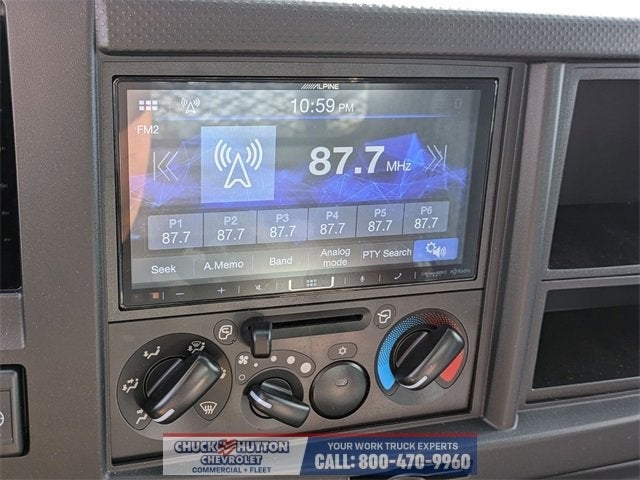 ALPINE
10:59 PM
FM2
87.7 MHz
P1 P2 P3 P4 P5 P6
87.7 87.7 87.7 87.7 87.7 87.7
Seek A.Memo Band Analog mode PTY Search
CHUCK HUTTON
CHEVROLET
COMMERCIAL • FLEET
YOUR WORK TRUCK EXPERTS
CALL: 800-470-9960